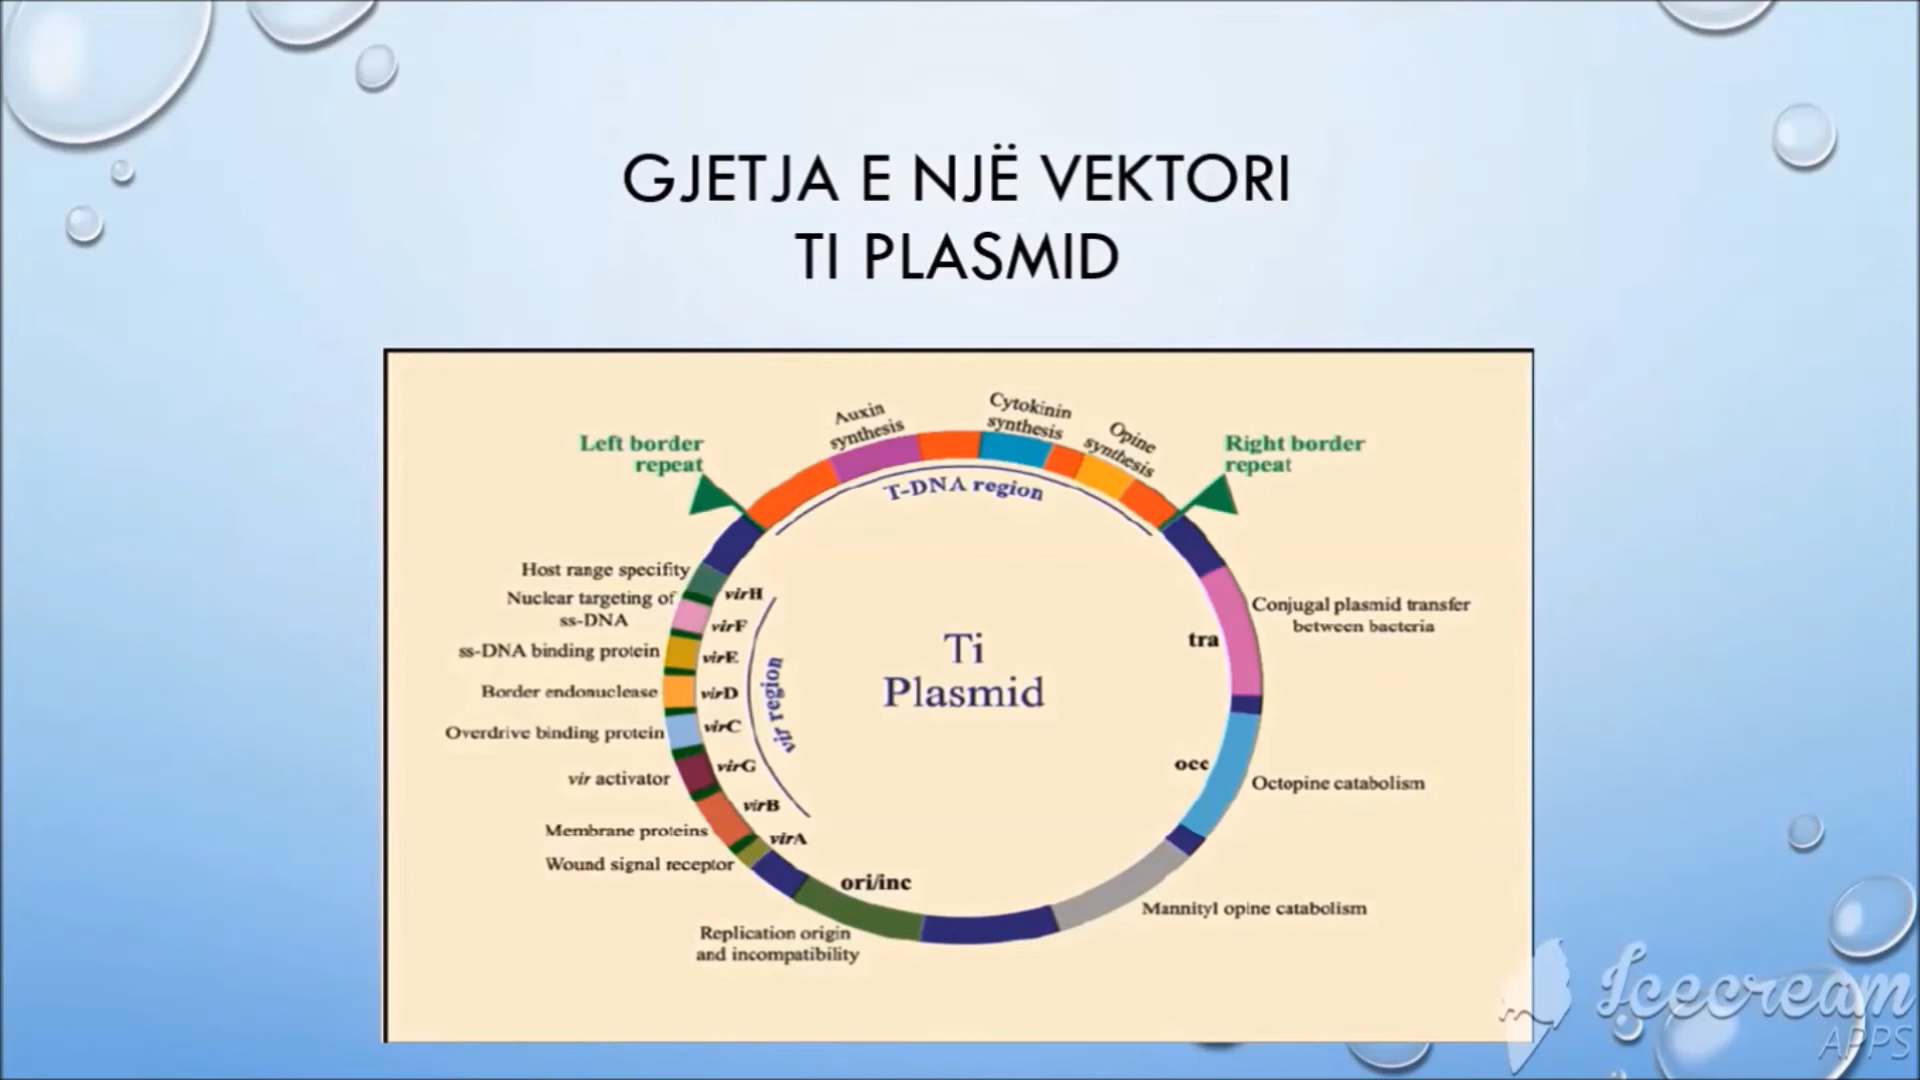 GJETJA E NJË VEKTORI
TI PLASMID
Auxin
synthesis
Cytokinin
synthesis
Opine
synthesis
Left border
repeat
Right border
repeat
T-DNA region
Host range specifity
virH
Nuclear targeting of
ss-DNA
virF
ss-DNA binding protein
virE
Border endonuclease
virD
Overdrive binding protein
virC
vir activator
virG
Membrane proteins
virB
Wound signal receptor
virA
vir region
Ti
Plasmid
tra
Conjugal plasmid transfer
between bacteria
occ
Octopine catabolism
Mannityl opine catabolism
ori/inc
Replication origin
and incompatibility
Icecream
APPS